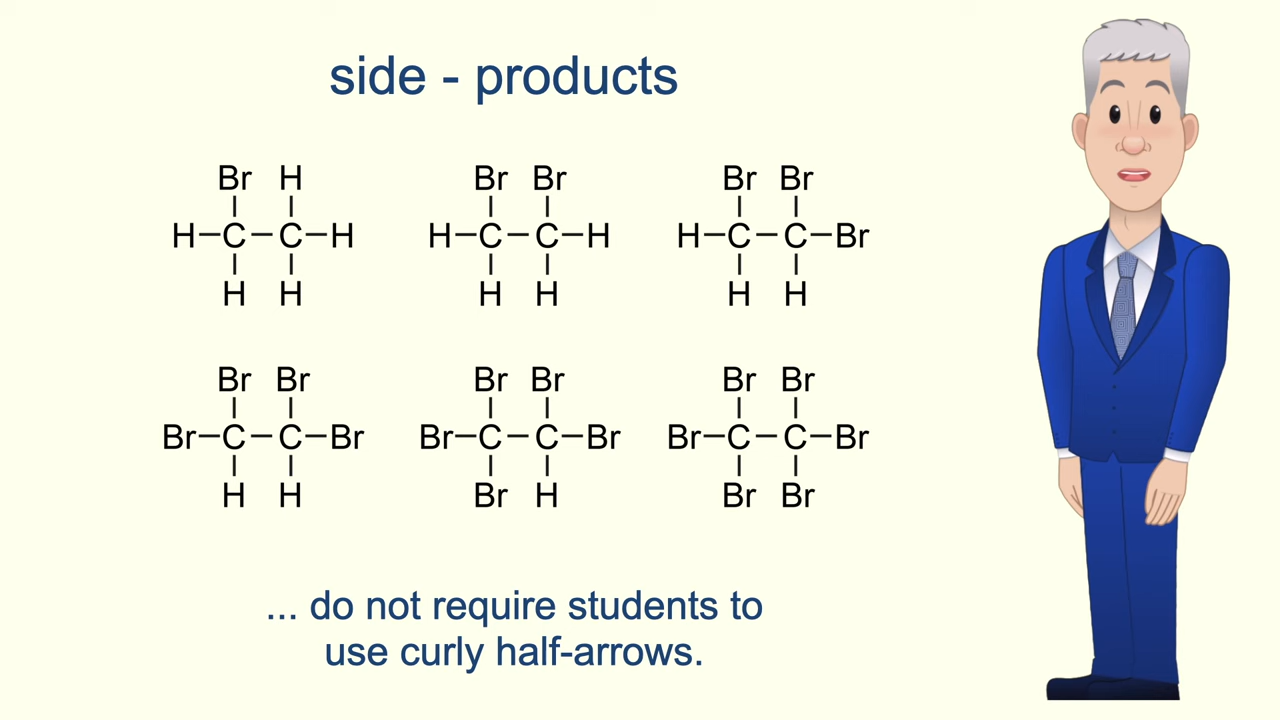 side - products
Br H Br Br Br Br
H-C-C-H H-C-C-H H-C-C-Br
H H H H H H
Br Br Br Br Br Br
Br-C-C-Br Br-C-C-Br Br-C-C-Br
H H Br H Br Br
... do not require students to
use curly half-arrows.